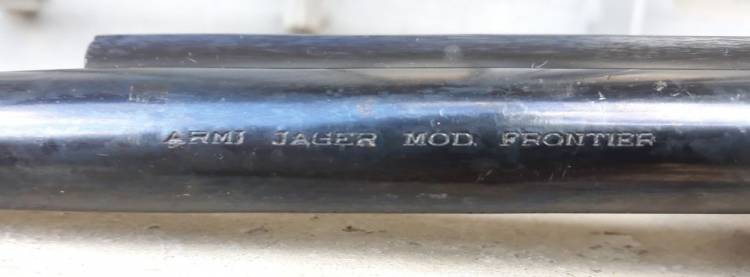 ARMI JAGER MOD. FRONTIER